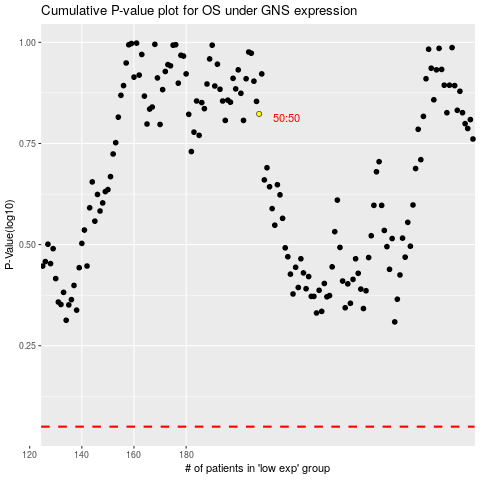 Cumulative P-value plot for OS under GNS expression
1.00
0.75
0.50
0.25
P-Value(log10)
50:50
120 140 160 180
# of patients in 'low exp' group